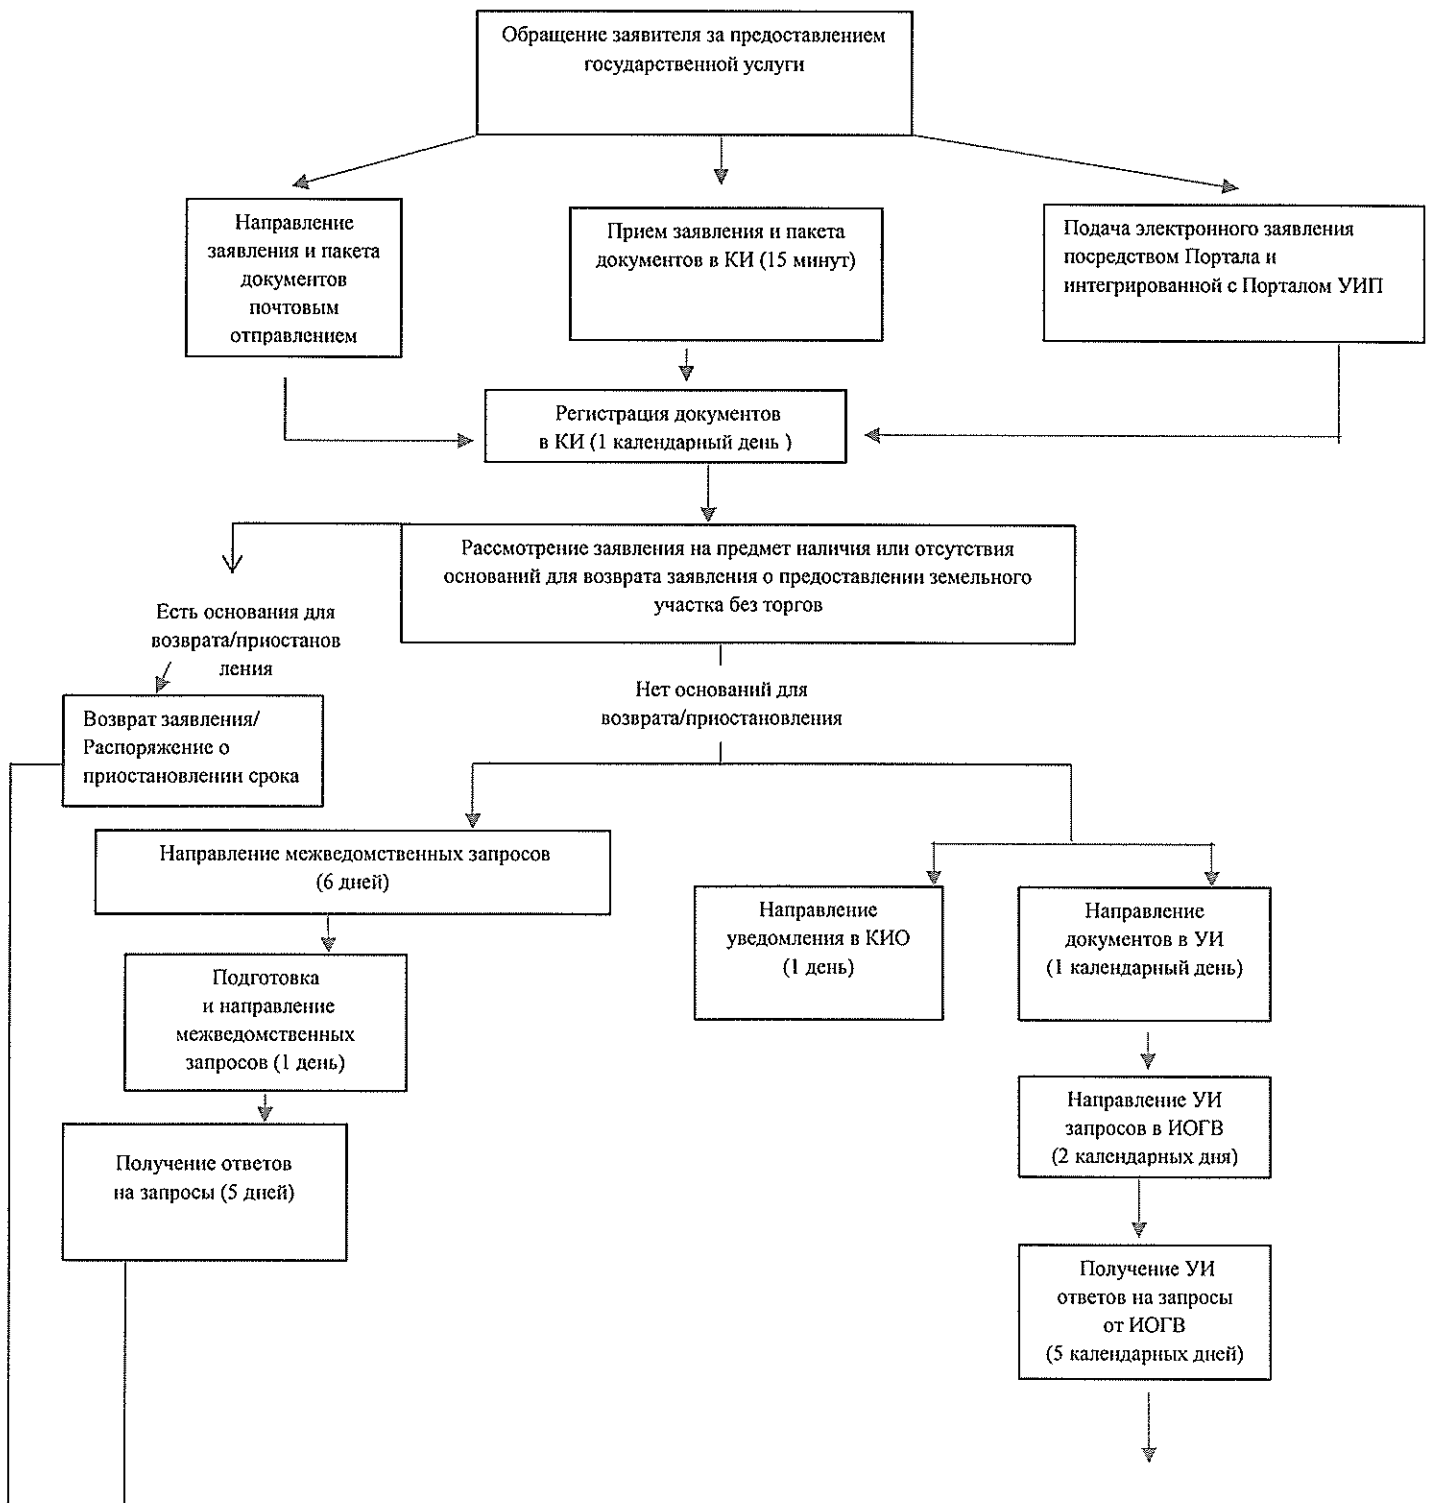 Обращение заявителя за предоставлением
государственной услуги
Направление
заявления и пакета
документов
почтовым
отправлением
Прием заявления и пакета
документов в КИ (15 минут)
Подача электронного заявления
посредством Портала и
интегрированной с Порталом УИП
Регистрация документов
в КИ (1 календарный день )
Рассмотрение заявления на предмет наличия или отсутствия
оснований для возврата заявления о предоставлении земельного
участка без торгов
Есть основания для
возврата/приостанов
ления
Нет оснований для
возврата/приостановления
Возврат заявления/
Распоряжение о
приостановлении срока
Направление межведомственных запросов
(6 дней)
Направление
уведомления в КИО
(1 день)
Направление
документов в УИ
(1 календарный день)
Подготовка
и направление
межведомственных
запросов (1 день)
Направление УИ
запросов в ИОГВ
(2 календарных дня)
Получение ответов
на запросы (5 дней)
Получение УИ
ответов на запросы
от ИОГВ
(5 календарных дней)